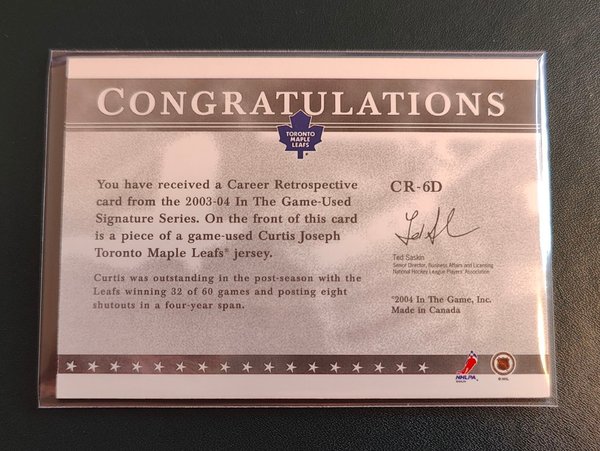 CONGRATULATIONS
TORONTO
MAPLE
LEAFS
You have received a Career Retrospective
card from the 2003-04 In The Game-Used
Signature Series. On the front of this card
is a piece of a game-used Curtis Joseph
Toronto Maple Leafs* jersey.
Curtis was outstanding in the post-season with the
Leafs winning 32 of 60 games and posting eight
shutouts in a four-year span.
CR-6D
Ted Saskin
Senior Director, Business Affairs and Licensing
National Hockey League Players' Association
*2004 In The Game, Inc.
Made in Canada
NHLPA
© NHL